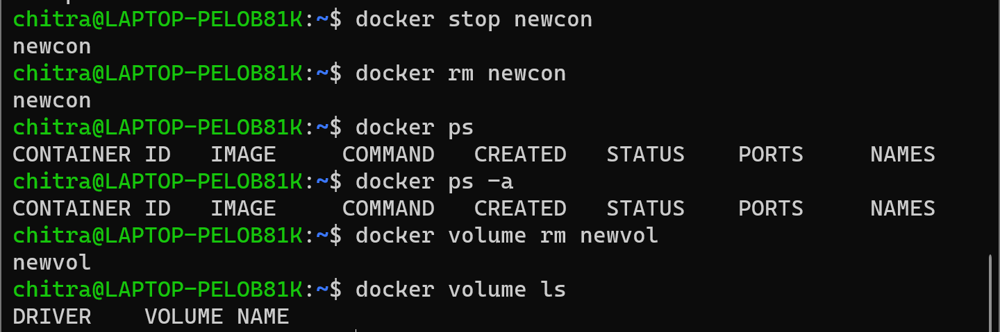 chitra@LAPTOP-PELOB81K:~$ docker stop newcon
newcon
chitra@LAPTOP-PELOB81K:~$ docker rm newcon
newcon
chitra@LAPTOP-PELOB81K:~$ docker ps
CONTAINER ID   IMAGE     COMMAND   CREATED   STATUS    PORTS     NAMES
chitra@LAPTOP-PELOB81K:~$ docker ps -a
CONTAINER ID   IMAGE     COMMAND   CREATED   STATUS    PORTS     NAMES
chitra@LAPTOP-PELOB81K:~$ docker volume rm newvol
newvol
chitra@LAPTOP-PELOB81K:~$ docker volume ls
DRIVER    VOLUME NAME